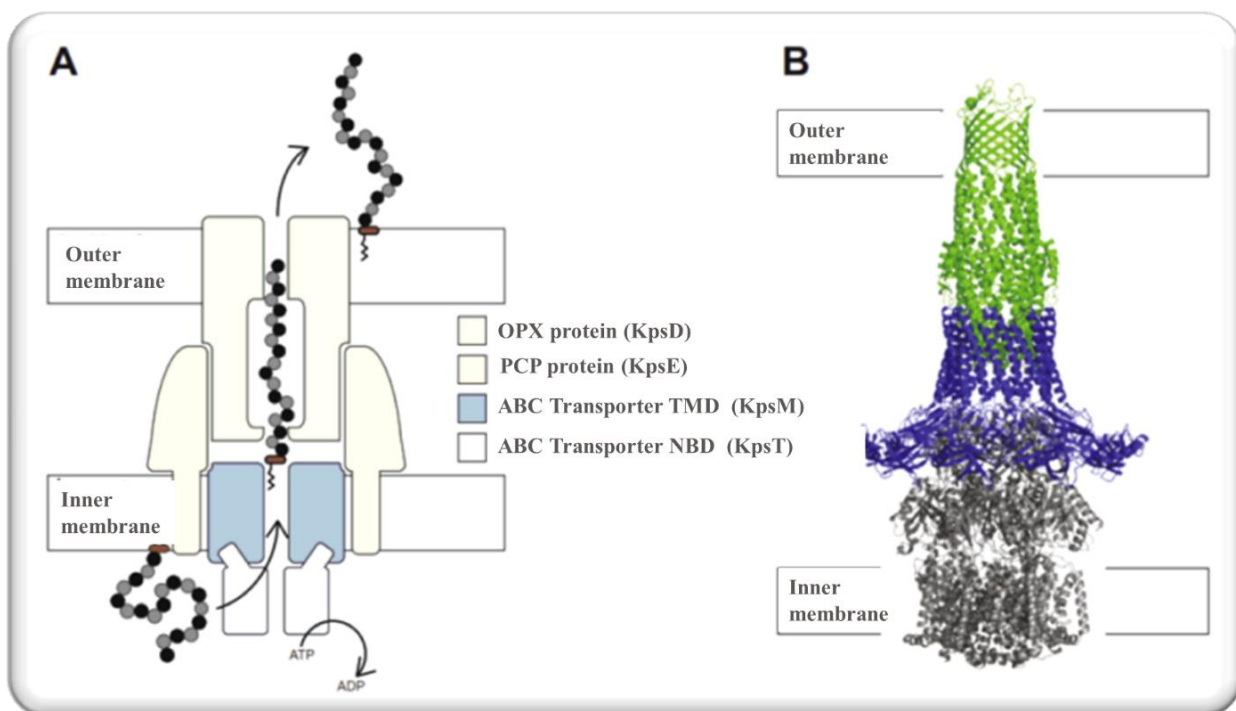 A
B
Outer
membrane
Outer
membrane
OPX protein (KpsD)
PCP protein (KpsE)
ABC Transporter TMD (KpsM)
ABC Transporter NBD (KpsT)
Inner
membrane
Inner
membrane
ATP
ADP